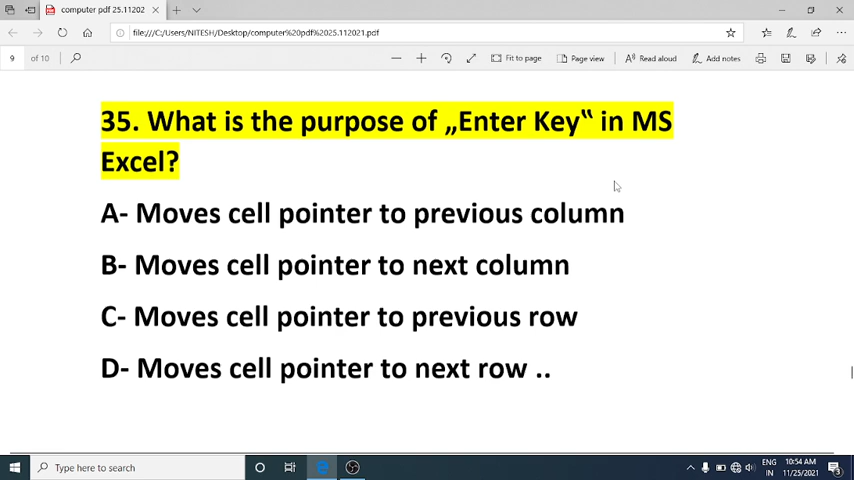 computer pdf 25.11202
file:///C:/Users/NITESH/Desktop/computer%20pdf%2025.112021.pdf
9 of 10
Fit to page
Page view
Read aloud
Add notes
35. What is the purpose of „Enter Key‟ in MS
Excel?
A- Moves cell pointer to previous column
B- Moves cell pointer to next column
C- Moves cell pointer to previous row
D- Moves cell pointer to next row ..
Type here to search
ENG
IN
10:54 AM
11/25/2021
3